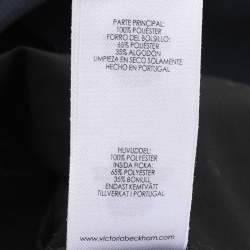 PARTE PRINCIPAL:
100% POLIÉSTER
FORRO DEL BOLSILLO:
65% POLIÉSTER
35% ALGODÓN
LIMPIEZA EN SECO SOLAMENTE
HECHO EN PORTUGAL
HUVUDDEL:
100% POLYESTER
INSIDA FICKA:
65% POLYESTER
35% BOMULL
ENDAST KEMTVÄTT
TILLVERKAT I PORTUGAL
www.victoriabeckham.com